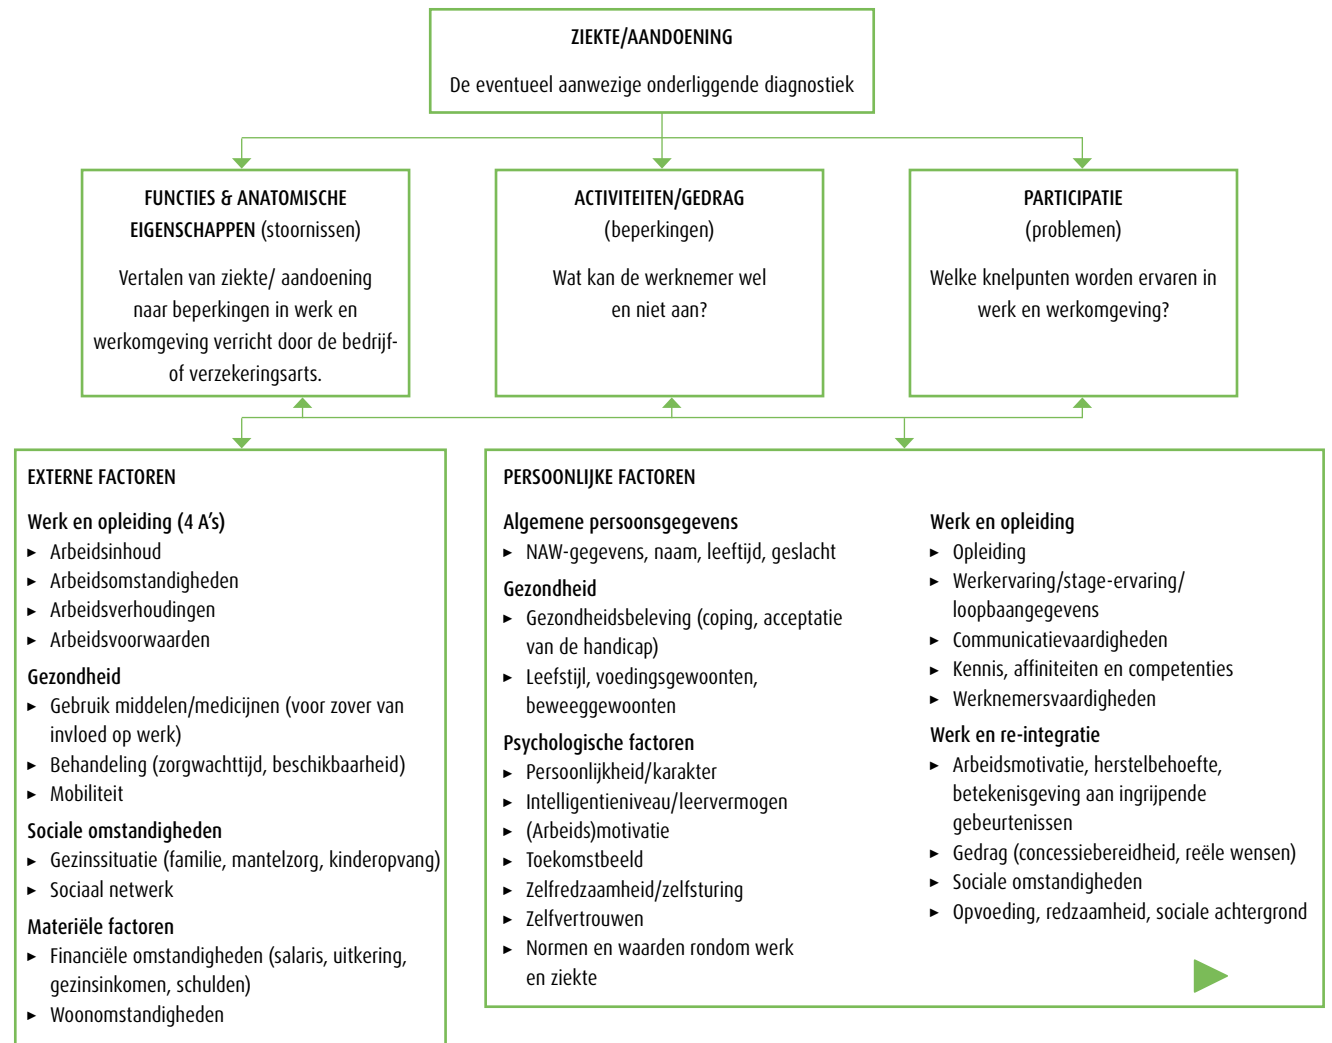 ZIEKTE/AANDOENING
De eventueel aanwezige onderliggende diagnostiek
FUNCTIES & ANATOMISCHE
EIGENSCHAPPEN (stoornissen)
Vertalen van ziekte/ aandoening
naar beperkingen in werk en
werkomgeving verricht door de bedrijf-
of verzekeringsarts.
ACTIVITEITEN/GEDRAG
(beperkingen)
Wat kan de werknemer wel
en niet aan?
PARTICIPATIE
(problemen)
Welke knelpunten worden ervaren in
werk en werkomgeving?
EXTERNE FACTOREN
Werk en opleiding (4 A’s)
► Arbeidsinhoud
► Arbeidsomstandigheden
► Arbeidsverhoudingen
► Arbeidsvoorwaarden
Gezondheid
► Gebruik middelen/medicijnen (voor zover van
invloed op werk)
► Behandeling (zorgwachttijd, beschikbaarheid)
► Mobiliteit
Sociale omstandigheden
► Gezinssituatie (familie, mantelzorg, kinderopvang)
► Sociaal netwerk
Materiële factoren
► Financiële omstandigheden (salaris, uitkering,
gezinsinkomen, schulden)
► Woonomstandigheden
PERSOONLIJKE FACTOREN
Algemene persoonsgegevens
► NAW-gegevens, naam, leeftijd, geslacht
Gezondheid
► Gezondheidsbeleving (coping, acceptatie
van de handicap)
► Leefstijl, voedingsgewoonten,
beweeggewoonten
Psychologische factoren
► Persoonlijkheid/karakter
► Intelligentieniveau/leervermogen
► (Arbeids)motivatie
► Toekomstbeeld
► Zelfredzaamheid/zelfsturing
► Zelfvertrouwen
► Normen en waarden rondom werk
en ziekte
Werk en opleiding
► Opleiding
► Werkervaring/stage-ervaring/
loopbaangegevens
► Communicatievaardigheden
► Kennis, affiniteiten en competenties
► Werknemersvaardigheden
Werk en re-integratie
► Arbeidsmotivatie, herstelbehoefte,
betekenisgeving aan ingrijpende
gebeurtenissen
► Gedrag (concessiebereidheid, reële wensen)
► Sociale omstandigheden
► Opvoeding, redzaamheid, sociale achtergrond